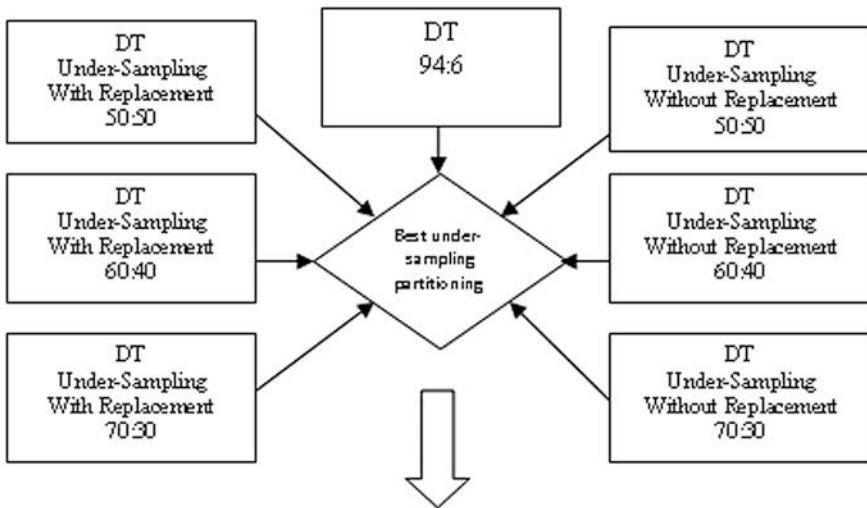 DT
Under-Sampling
With Replacement
50:50
DT
94:6
DT
Under-Sampling
Without Replacement
50:50
DT
Under-Sampling
With Replacement
60:40
Best under-
sampling
partitioning
DT
Under-Sampling
Without Replacement
60:40
DT
Under-Sampling
With Replacement
70:30
DT
Under-Sampling
Without Replacement
70:30